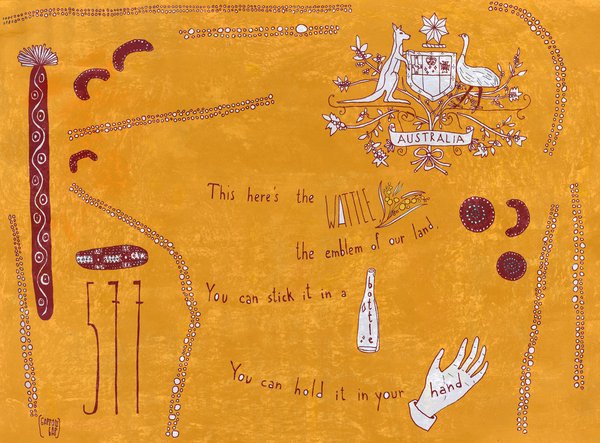 AUSTRALIA
This here's the WATTLE
the emblem of our land.
You can stick it in a bottle
You can hold it in your hand
577